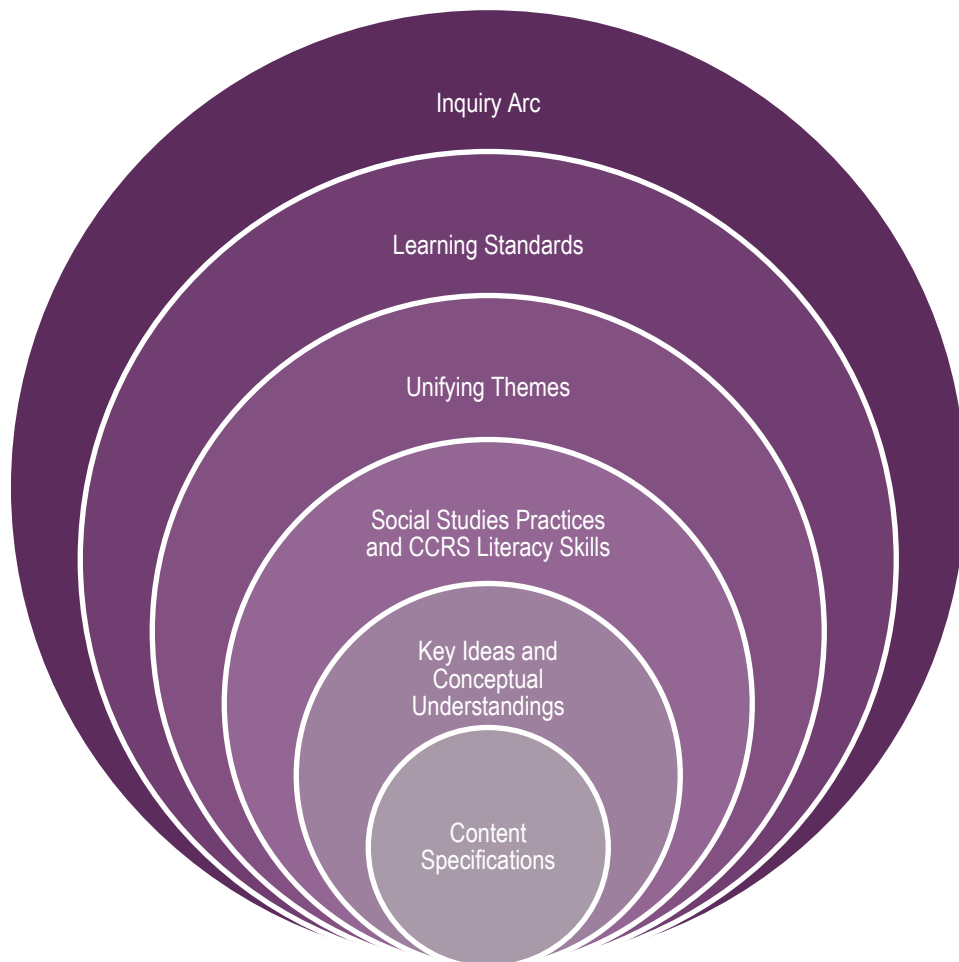 Inquiry Arc
Learning Standards
Unifying Themes
Social Studies Practices
and CCRS Literacy Skills
Key Ideas and
Conceptual
Understandings
Content
Specifications